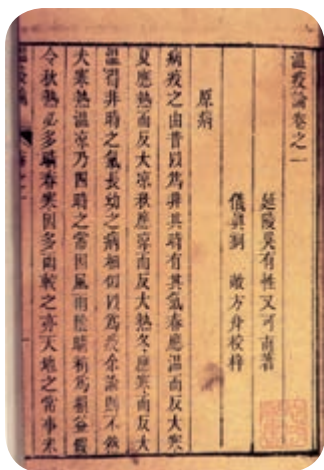 溫疫論卷之一
延陵吳有性又可甫著
儀真劉 敞方舟校梓
原病
病疫之由昔以為非其時有其氣春應溫而反大寒
夏應熱而反大涼秋應涼而反大熱冬應寒而反大
溫得非時之氣長幼之病相似以為疫余論則不然
夫寒熱溫涼乃四時之常因風雨陰晴稍為損益假
令秋熱必多晴春寒因多雨較之亦天地之常事未